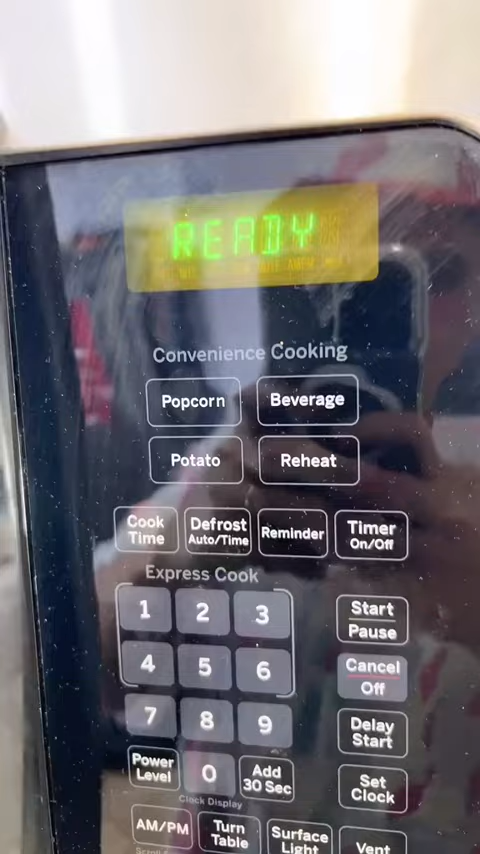 READY
Convenience Cooking
Popcorn
Beverage
Potato
Reheat
Cook
Time
Defrost
Auto/Time
Reminder
Timer
On/Off
Express Cook
1
2
3
Start
Pause
4
5
6
Cancel
Off
7
8
9
Delay
Start
Power
Level
0
Add
30 Sec
Set
Clock
Clock Display
AM/PM
Turn
Table
Surface
Light
Vent